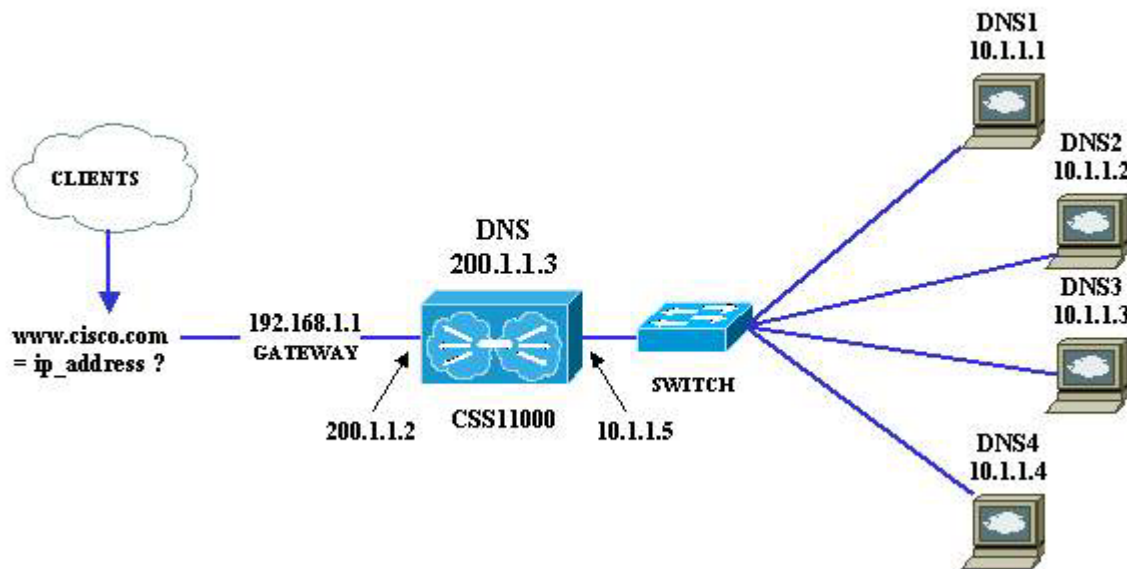 DNS1
10.1.1.1
DNS2
10.1.1.2
CLIENTS
DNS
200.1.1.3
DNS3
10.1.1.3
www.cisco.com
= ip_address ?
192.168.1.1
GATEWAY
SWITCH
200.1.1.2
CSS11000
10.1.1.5
DNS4
10.1.1.4